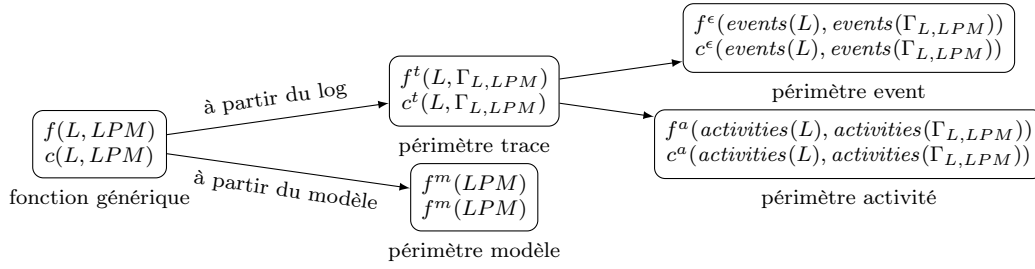 f(L, LPM)
c(L, LPM)
fonction générique
à partir du log
à partir du modèle
f^t(L, Γ_{L,LPM})
c^t(L, Γ_{L,LPM})
périmètre trace
f^m(LPM)
f^m(LPM)
périmètre modèle
f^ϵ(events(L), events(Γ_{L,LPM}))
c^ϵ(events(L), events(Γ_{L,LPM}))
périmètre event
f^a(activities(L), activities(Γ_{L,LPM}))
c^a(activities(L), activities(Γ_{L,LPM}))
périmètre activité